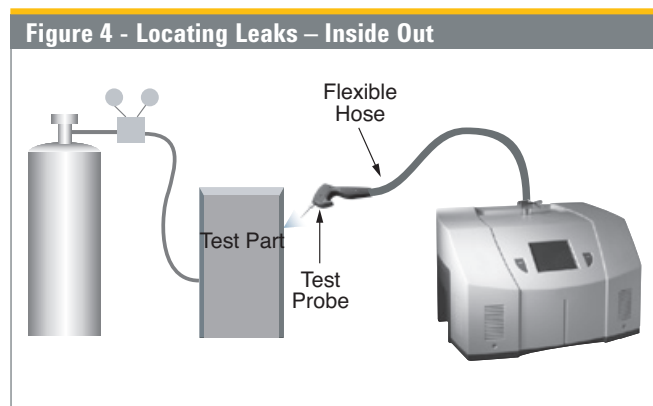 Figure 4 - Locating Leaks – Inside Out
Flexible
Hose
Test Part
Test
Probe